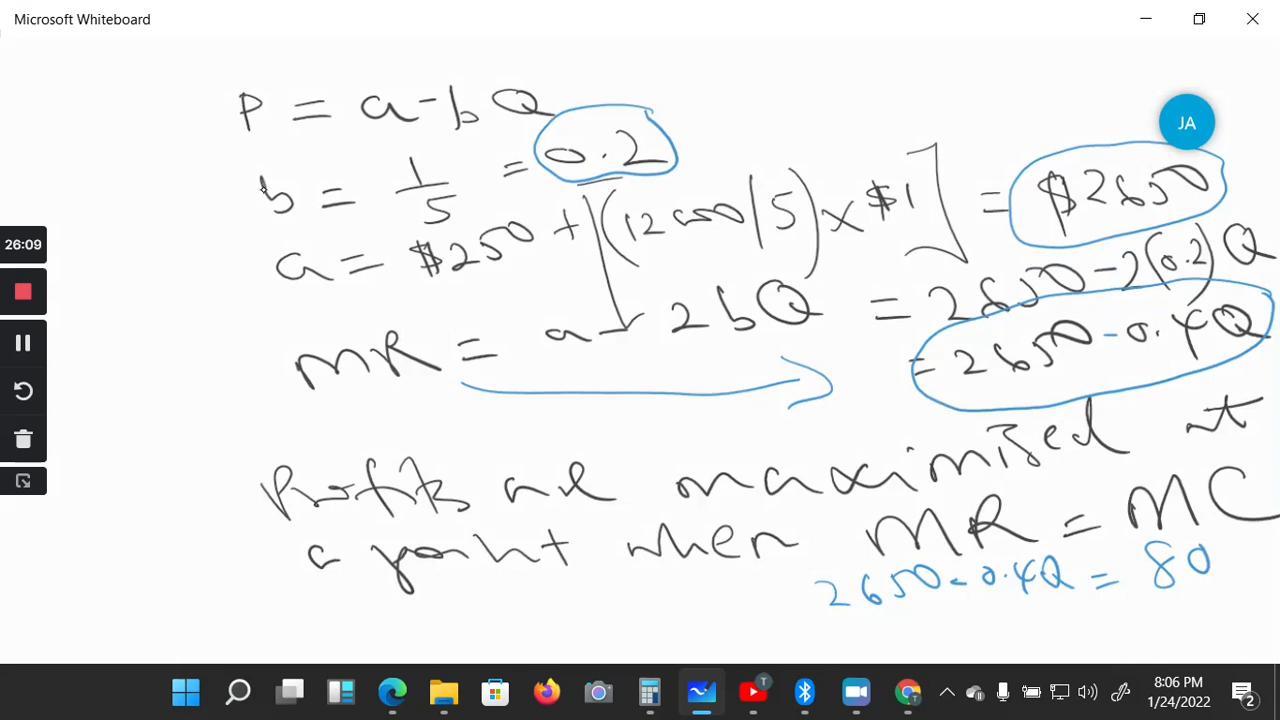 Microsoft Whiteboard
JA
P = a - bQ
b = 1/5 = 0.2
a = $250 + [(12000/5) x $1] = $2650
MR = a - 2bQ = 2650 - 2(0.2)Q
= 2650 - 0.4Q
Profits are maximized at
a point when MR = MC
2650 - 0.4Q = 80
26:09
8:06 PM
1/24/2022
2